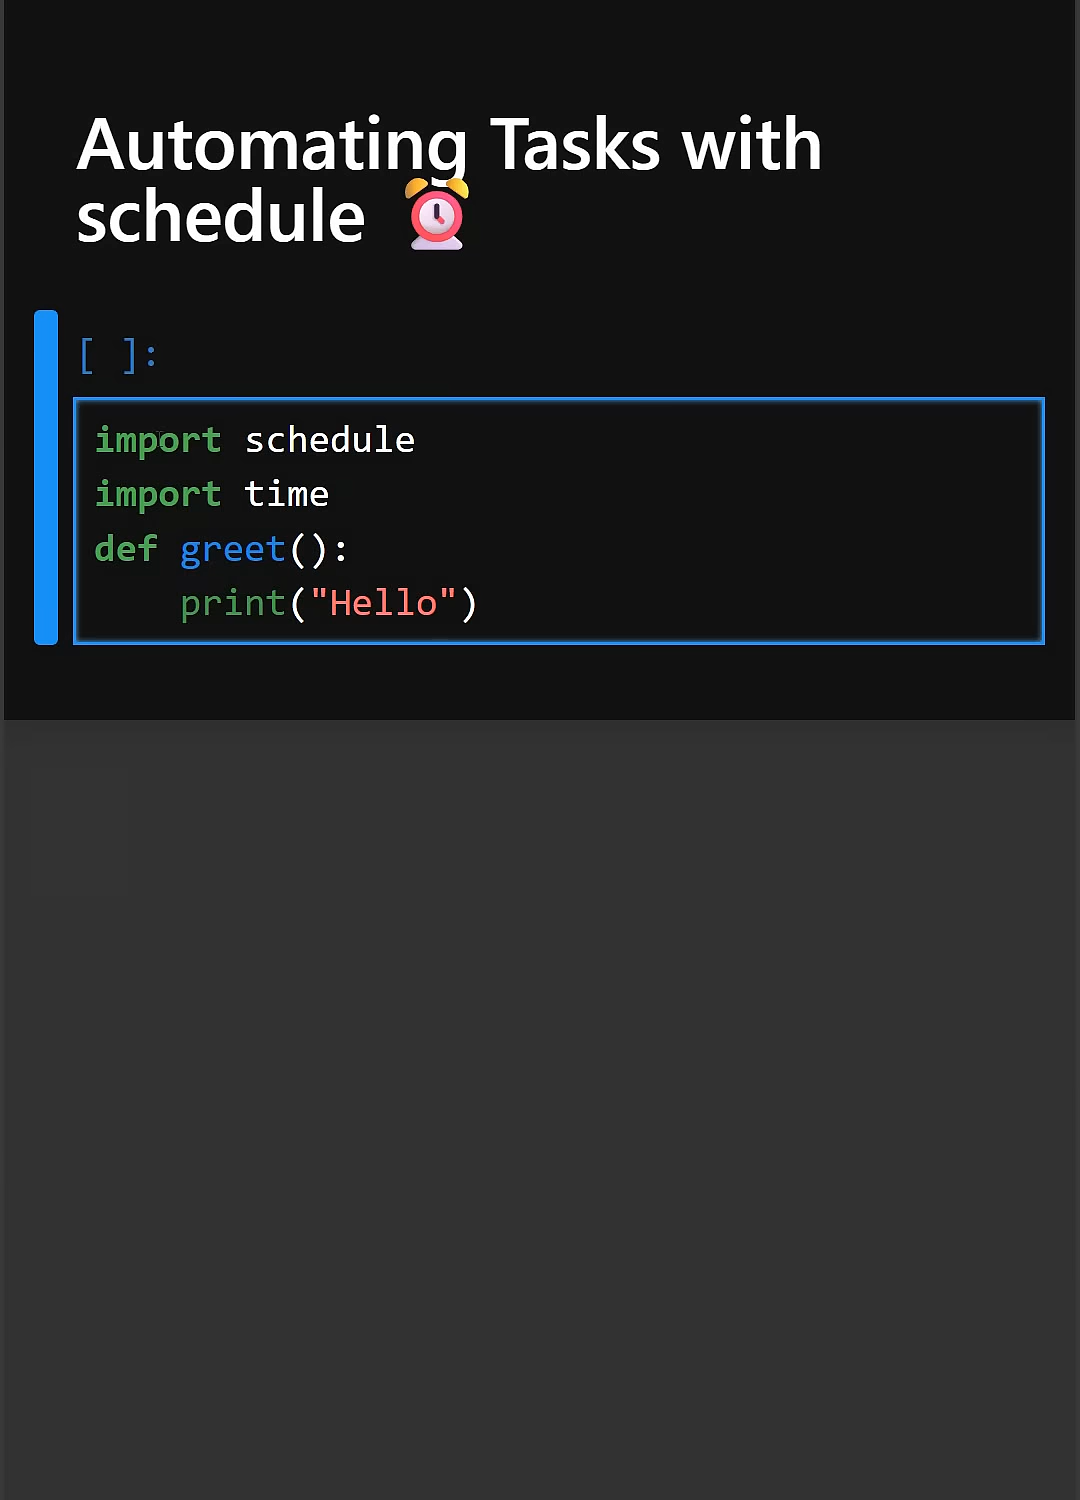 Automating Tasks with
schedule ⏰
[ ]:
import schedule
import time
def greet():
    print("Hello")